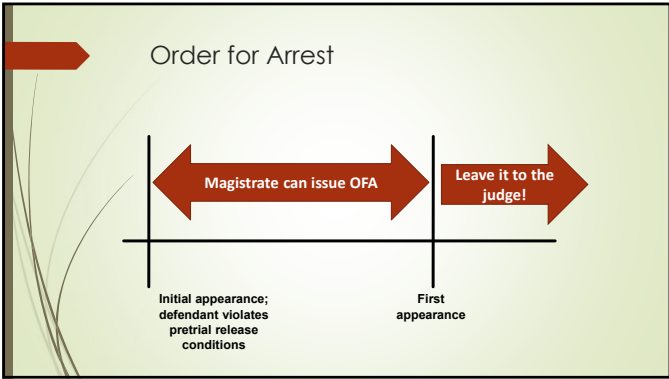 Order for Arrest
Magistrate can issue OFA
Leave it to the
judge!
Initial appearance;
defendant violates
pretrial release
conditions
First
appearance